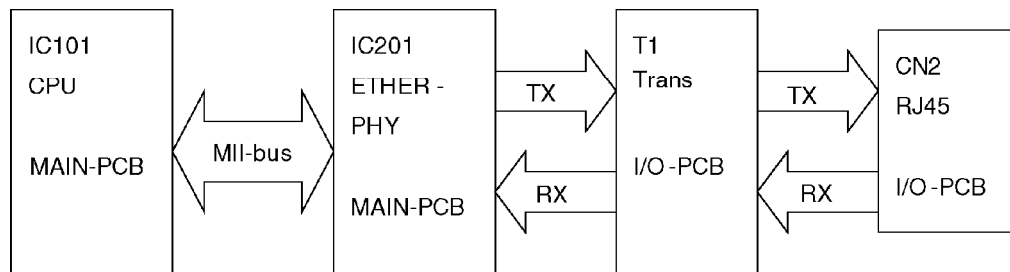 IC101
CPU
MAIN-PCB
MII-bus
IC201
ETHER -
PHY
MAIN-PCB
TX
RX
T1
Trans
I/O-PCB
TX
RX
CN2
RJ45
I/O-PCB